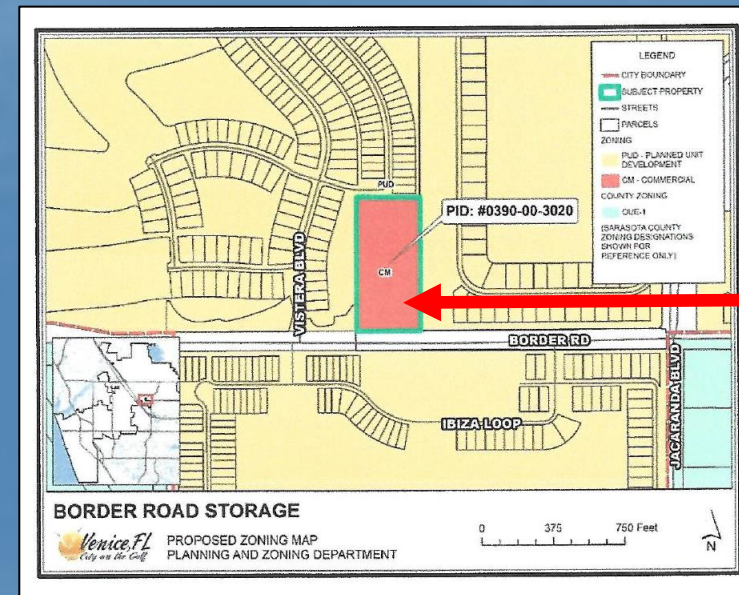 LEGEND
CITY BOUNDARY
SUBJECT PROPERTY
STREETS
PARCELS
ZONING
PUD - PLANNED UNIT
DEVELOPMENT
CM - COMMERCIAL
COUNTY ZONING
OUE-1
(SARASOTA COUNTY
ZONING DESIGNATIONS
SHOWN FOR
REFERENCE ONLY)
PUD
PID: #0390-00-3020
CM
VISTERA BLVD
BORDER RD
IBIZA LOOP
JACARANDA BLVD
BORDER ROAD STORAGE
Venice, FL
City on the Gulf
PROPOSED ZONING MAP
PLANNING AND ZONING DEPARTMENT
0 375 750 Feet
N